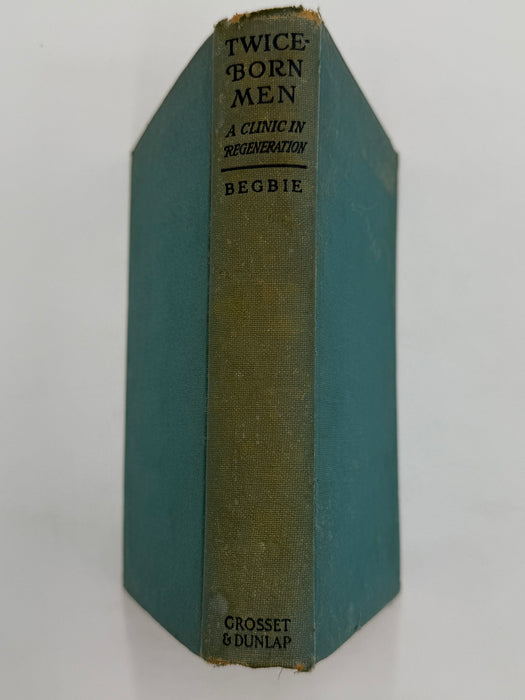 TWICE-
BORN
MEN
A CLINIC IN
REGENERATION
BEGBIE
GROSSET
& DUNLAP